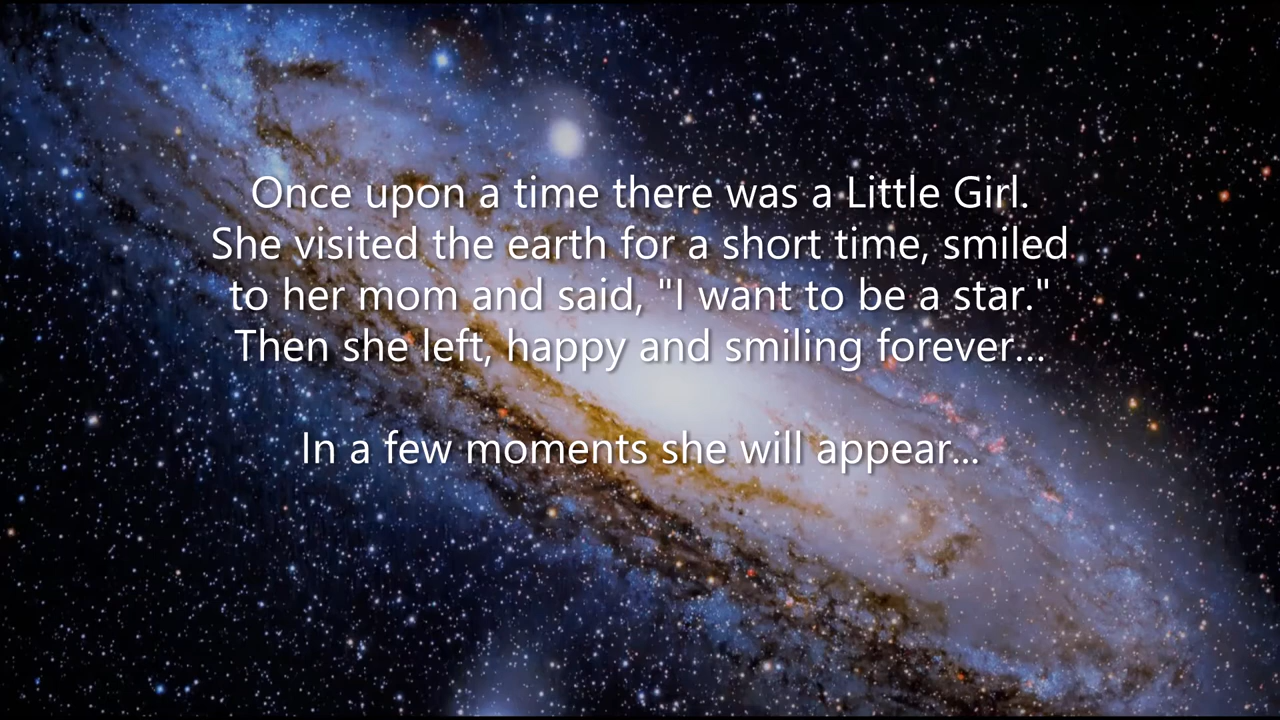 Once upon a time there was a Little Girl.
She visited the earth for a short time, smiled
to her mom and said, "I want to be a star."
Then she left, happy and smiling forever...
In a few moments she will appear...